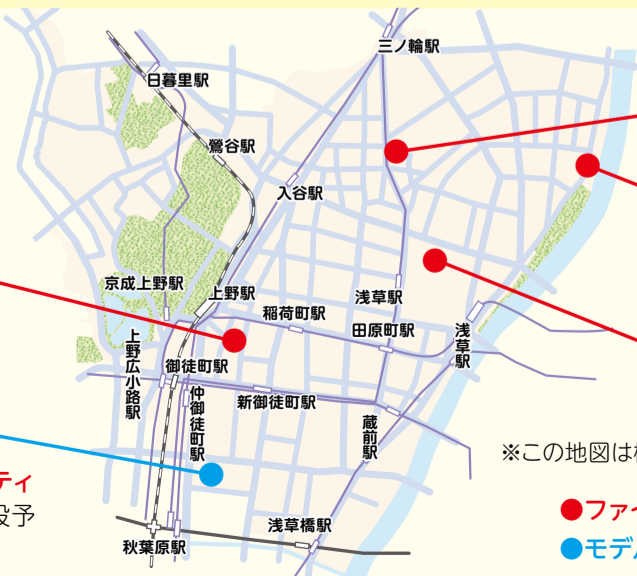 三ノ輪駅
日暮里駅
鶯谷駅
入谷駅
京成上野駅
上野駅
浅草駅
稲荷町駅
田原町駅
浅草駅
上野広小路駅
御徒町駅
仲御徒町駅
新御徒町駅
蔵前駅
※この地図は
ティ
設予
浅草橋駅
秋葉原駅
●ファイ
●モデル